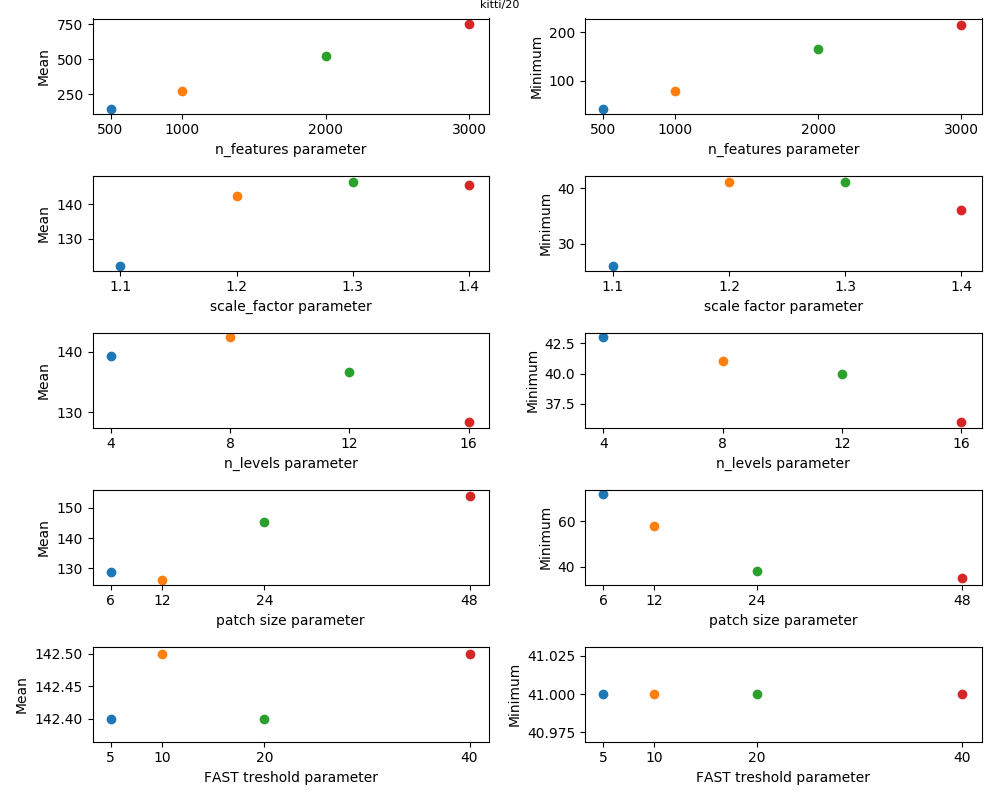 kitti/20
750
500
250
Mean
500 1000 2000 3000
n_features parameter
200
100
Minimum
500 1000 2000 3000
n_features parameter
140
130
Mean
1.1 1.2 1.3 1.4
scale_factor parameter
40
30
Minimum
1.1 1.2 1.3 1.4
scale factor parameter
140
130
Mean
4 8 12 16
n_levels parameter
42.5
40.0
37.5
Minimum
4 8 12 16
n_levels parameter
150
140
130
Mean
6 12 24 48
patch size parameter
60
40
Minimum
6 12 24 48
patch size parameter
142.50
142.45
142.40
Mean
5 10 20 40
FAST treshold parameter
41.025
41.000
40.975
Minimum
5 10 20 40
FAST treshold parameter